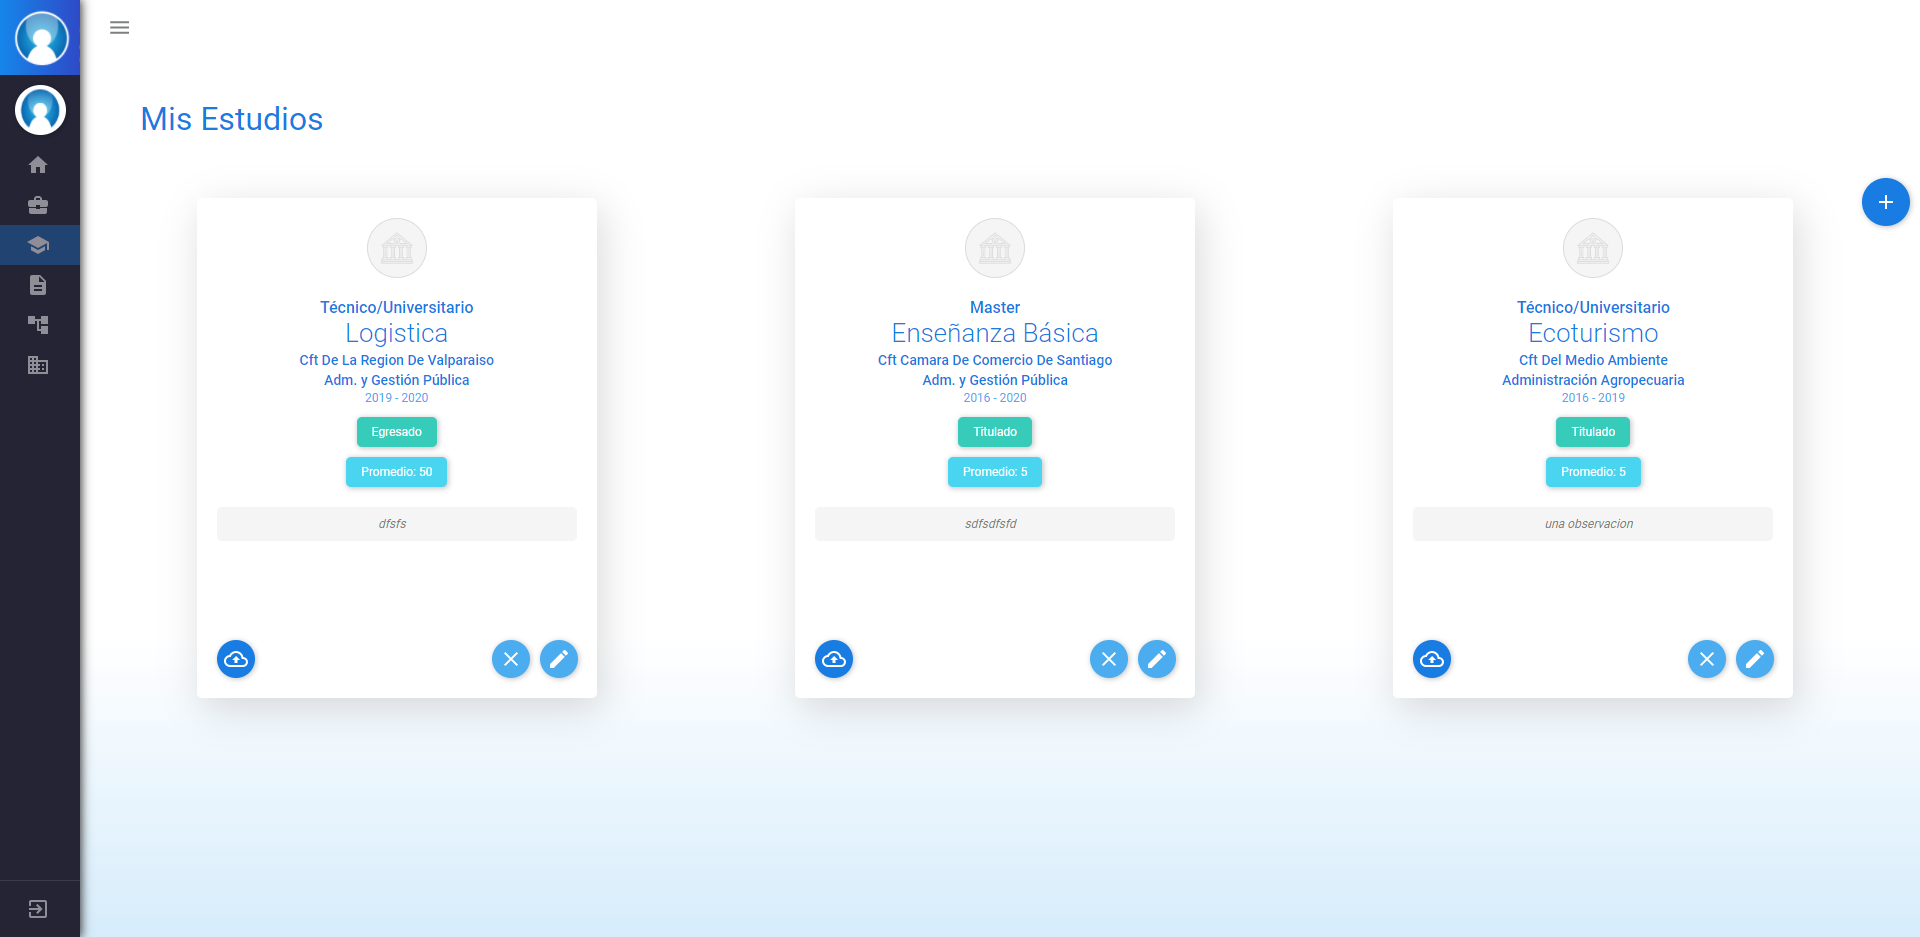 Mis Estudios
Técnico/Universitario
Logistica
Cft De La Region De Valparaiso
Adm. y Gestión Pública
2019 - 2020
Egresado
Promedio: 50
dfsfs
Master
Enseñanza Básica
Cft Camara De Comercio De Santiago
Adm. y Gestión Pública
2016 - 2020
Titulado
Promedio: 5
sdfsdfsfd
Técnico/Universitario
Ecoturismo
Cft Del Medio Ambiente
Administración Agropecuaria
2016 - 2019
Titulado
Promedio: 5
una observacion